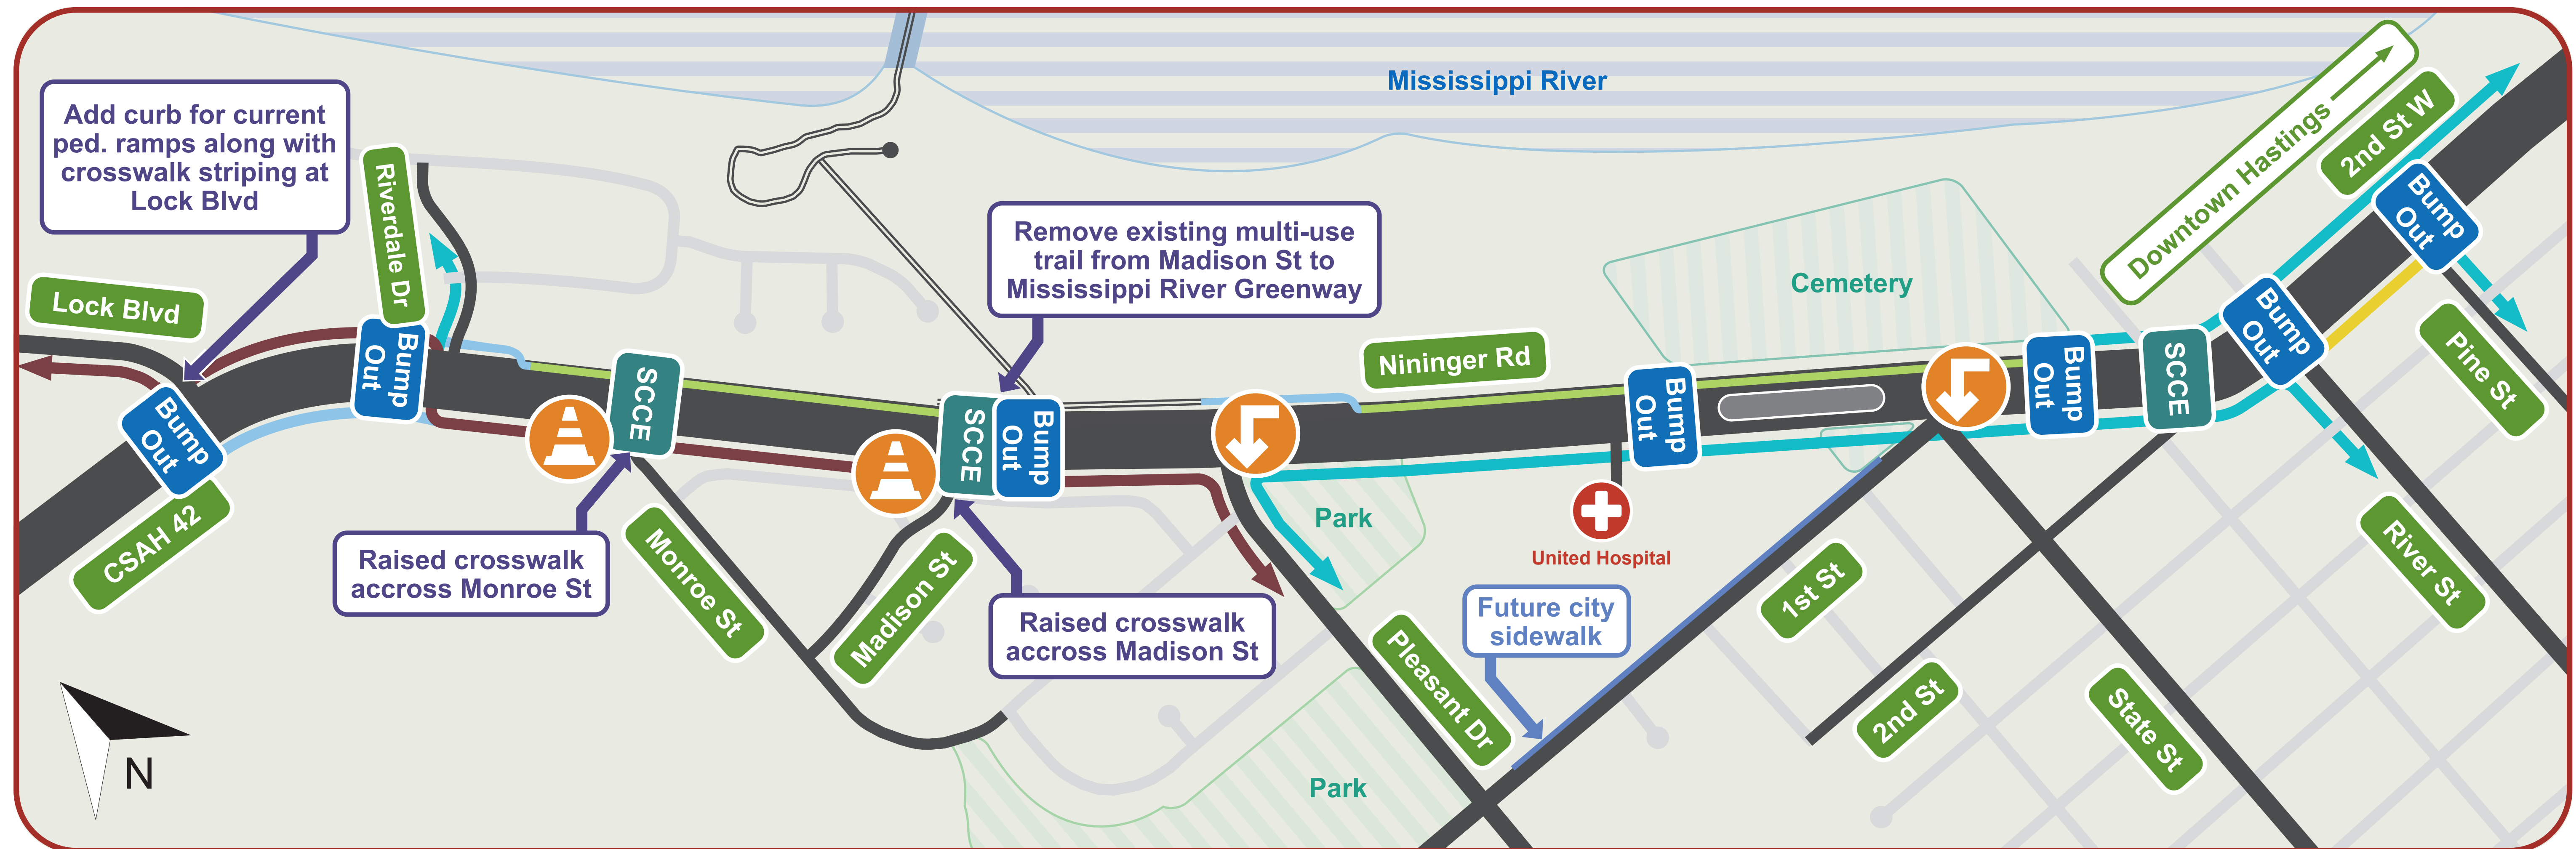 Mississippi River
Add curb for current
ped. ramps along with
crosswalk striping at
Lock Blvd
Riverdale Dr
Lock Blvd
Bump
Out
CSAH 42
Bump
Out
SCCE
Raised crosswalk
accross Monroe St
Monroe St
Madison St
Remove existing multi-use
trail from Madison St to
Mississippi River Greenway
SCCE
Bump
Out
Raised crosswalk
accross Madison St
Nininger Rd
Park
Park
Pleasant Dr
Cemetery
Bump
Out
United Hospital
Future city
sidewalk
1st St
2nd St
State St
Bump
Out
SCCE
Bump
Out
River St
Downtown Hastings
2nd St W
Bump
Out
Pine St
N